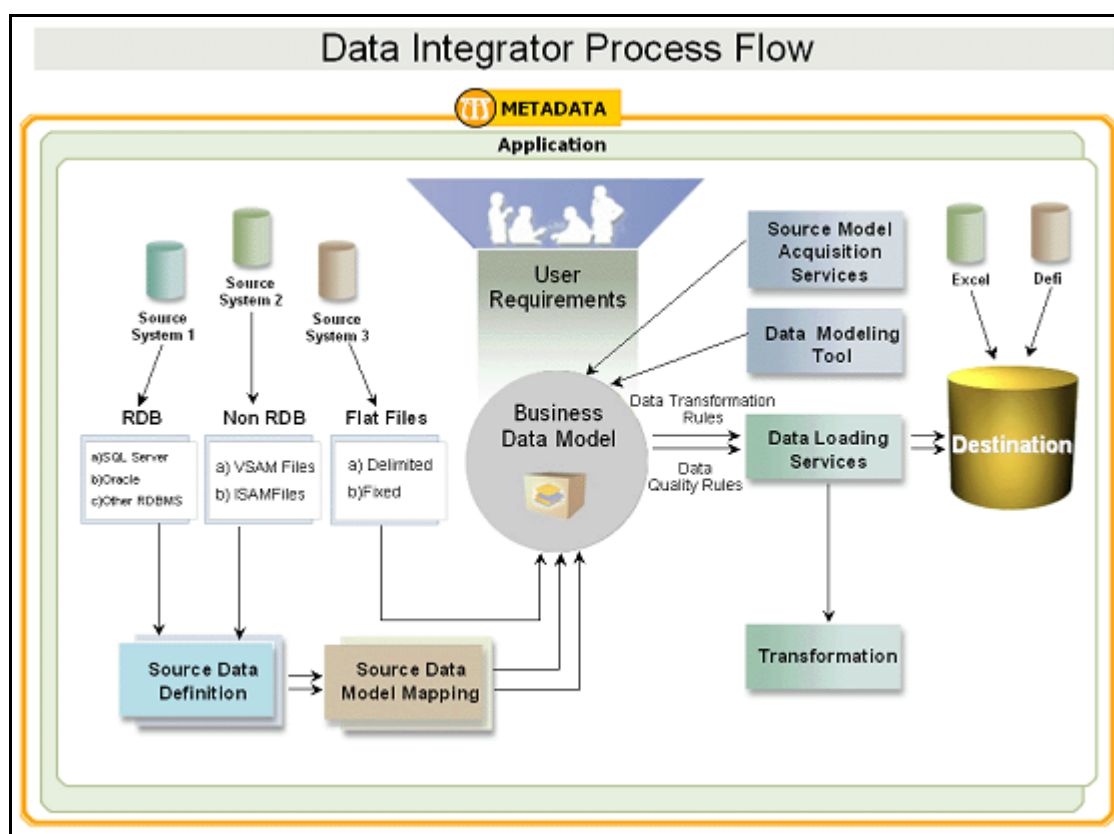 Data Integrator Process Flow
METADATA
Application
Source
System 1
Source
System 2
Source
System 3
User
Requirements
Source Model
Acquisition
Services
Data Modeling
Tool
Excel
Defi
RDB
a)SQL Server
b)Oracle
c)Other RDBMS
Non RDB
a) VSAM Files
b) ISAMFiles
Flat Files
a) Delimited
b)Fixed
Business
Data Model
Data Transformation
Rules
Data
Quality Rules
Data Loading
Services
Destination
Source Data
Definition
Source Data
Model Mapping
Transformation